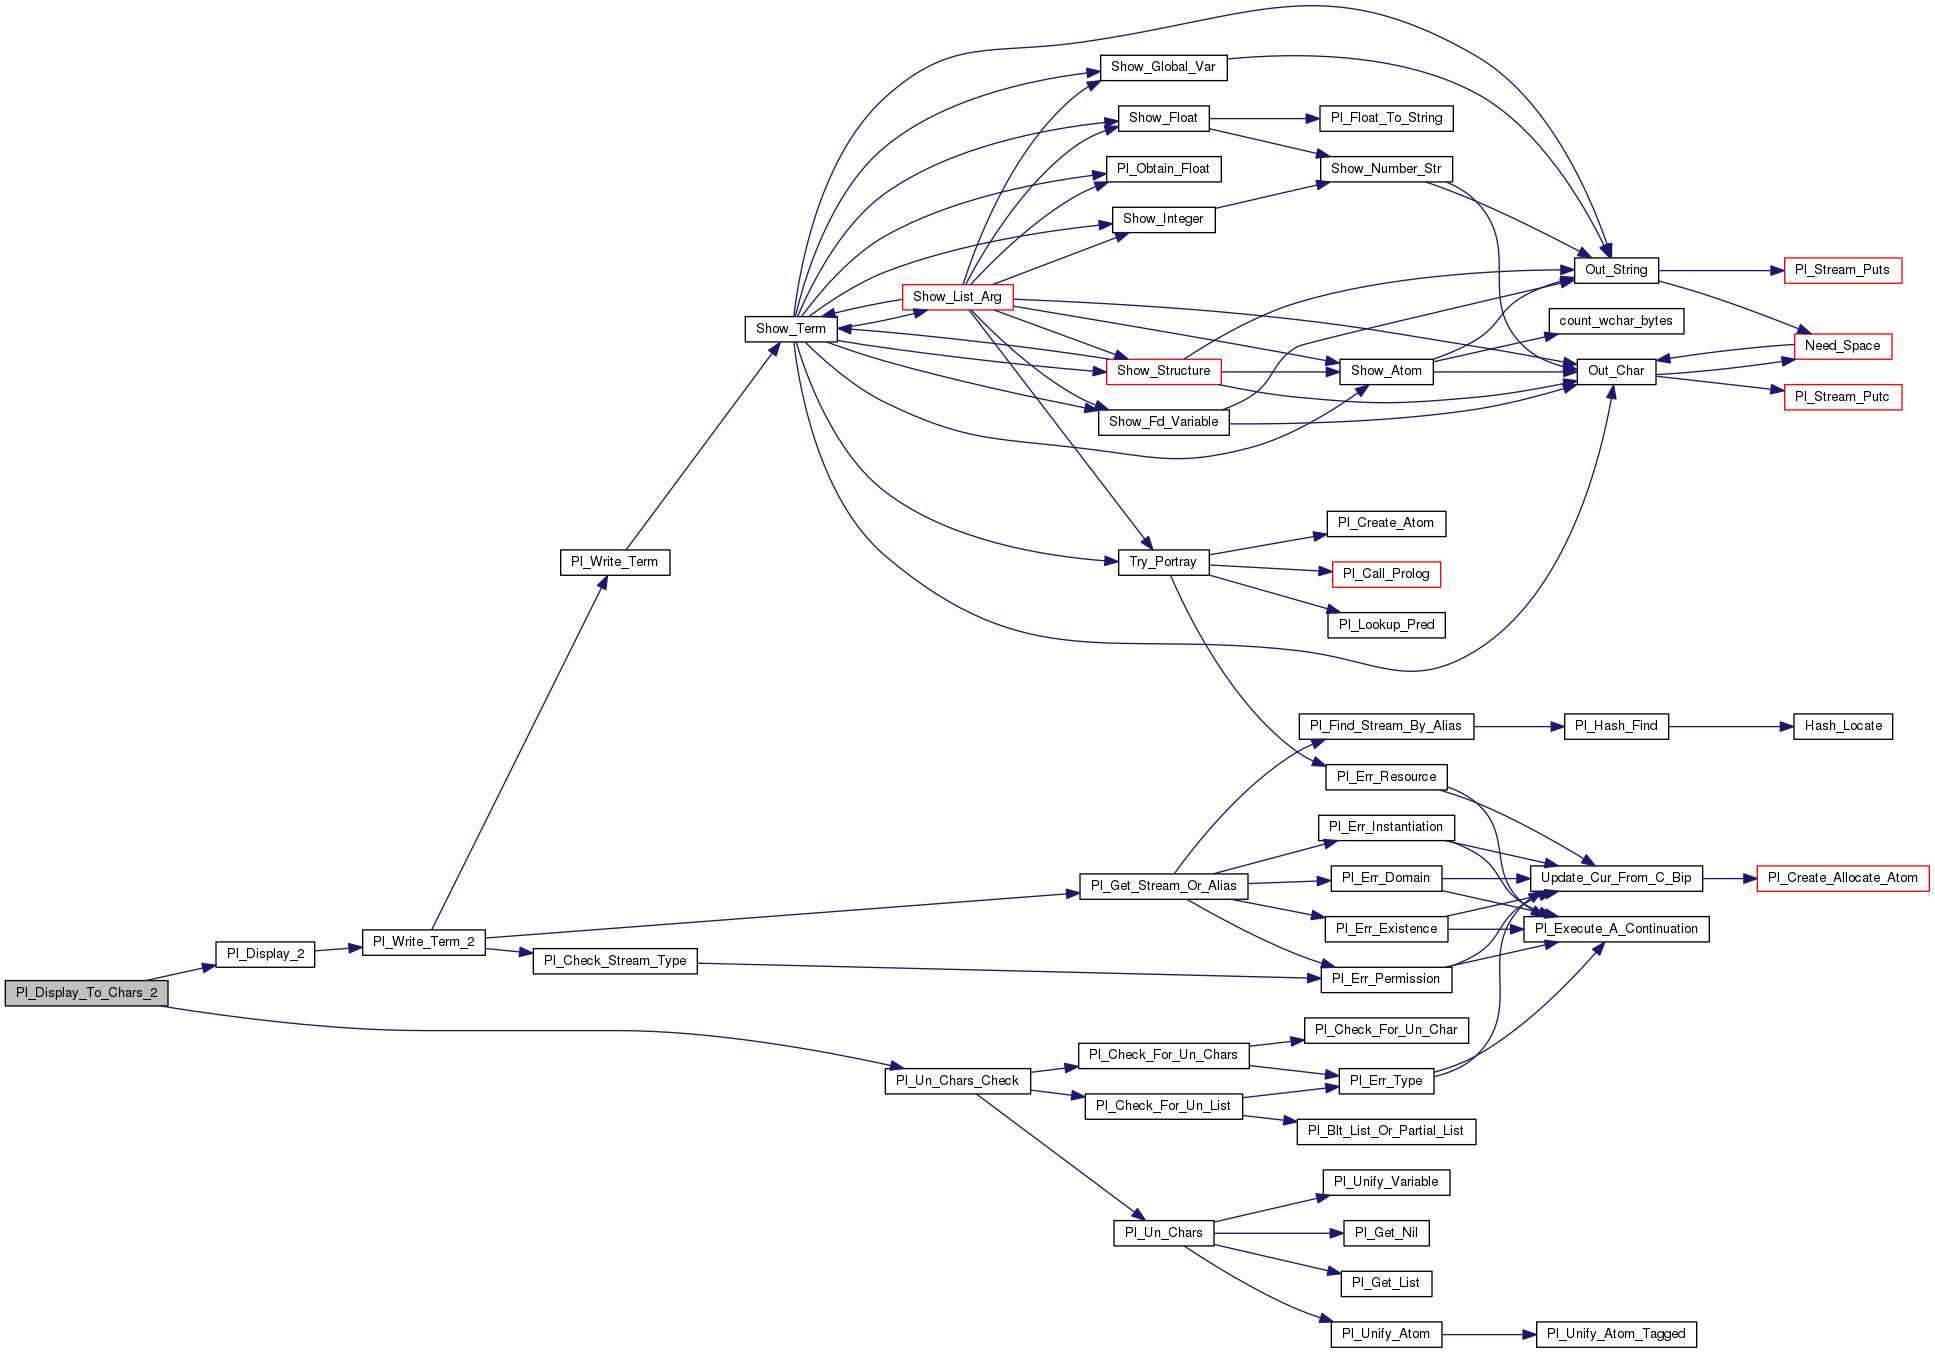 Show_Global_Var
Show_Float
Pl_Float_To_String
Pl_Obtain_Float
Show_Number_Str
Show_Integer
Out_String
Pl_Stream_Puts
Show_List_Arg
Show_Term
count_wchar_bytes
Need_Space
Show_Structure
Show_Atom
Out_Char
Pl_Stream_Putc
Show_Fd_Variable
Pl_Create_Atom
Pl_Write_Term
Try_Portray
Pl_Call_Prolog
Pl_Lookup_Pred
Pl_Find_Stream_By_Alias
Pl_Hash_Find
Hash_Locate
Pl_Err_Resource
Pl_Err_Instantiation
Pl_Get_Stream_Or_Alias
Pl_Err_Domain
Update_Cur_From_C_Bip
Pl_Create_Allocate_Atom
Pl_Err_Existence
Pl_Execute_A_Continuation
Pl_Write_Term_2
Pl_Display_2
Pl_Check_Stream_Type
Pl_Err_Permission
Pl_Display_To_Chars_2
Pl_Check_For_Un_Char
Pl_Check_For_Un_Chars
Pl_Un_Chars_Check
Pl_Err_Type
Pl_Check_For_Un_List
Pl_Blt_List_Or_Partial_List
Pl_Unify_Variable
Pl_Un_Chars
Pl_Get_Nil
Pl_Get_List
Pl_Unify_Atom
Pl_Unify_Atom_Tagged